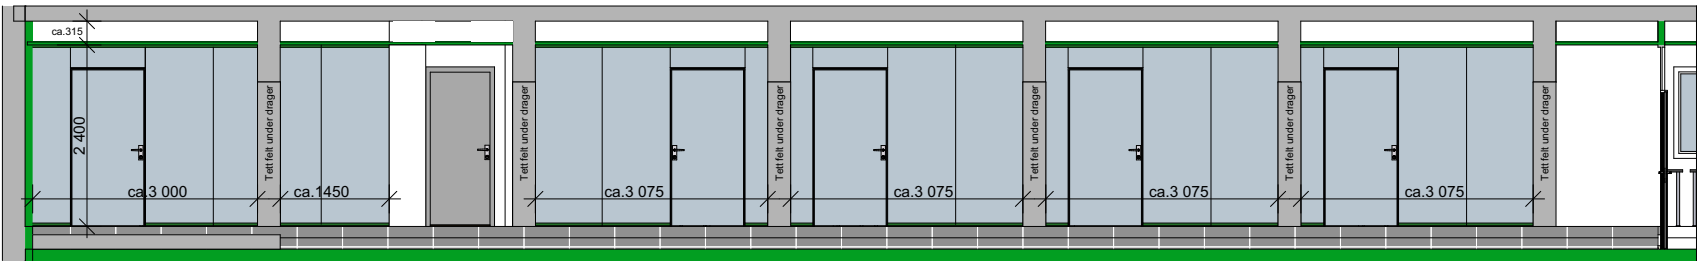 ca.315
2 400
ca.3 000
Tett felt under drager
ca.1450
Tett felt under drager
ca.3 075
Tett felt under drager
ca.3 075
Tett felt under drager
ca.3 075
Tett felt under drager
ca.3 075
Tett felt under drager